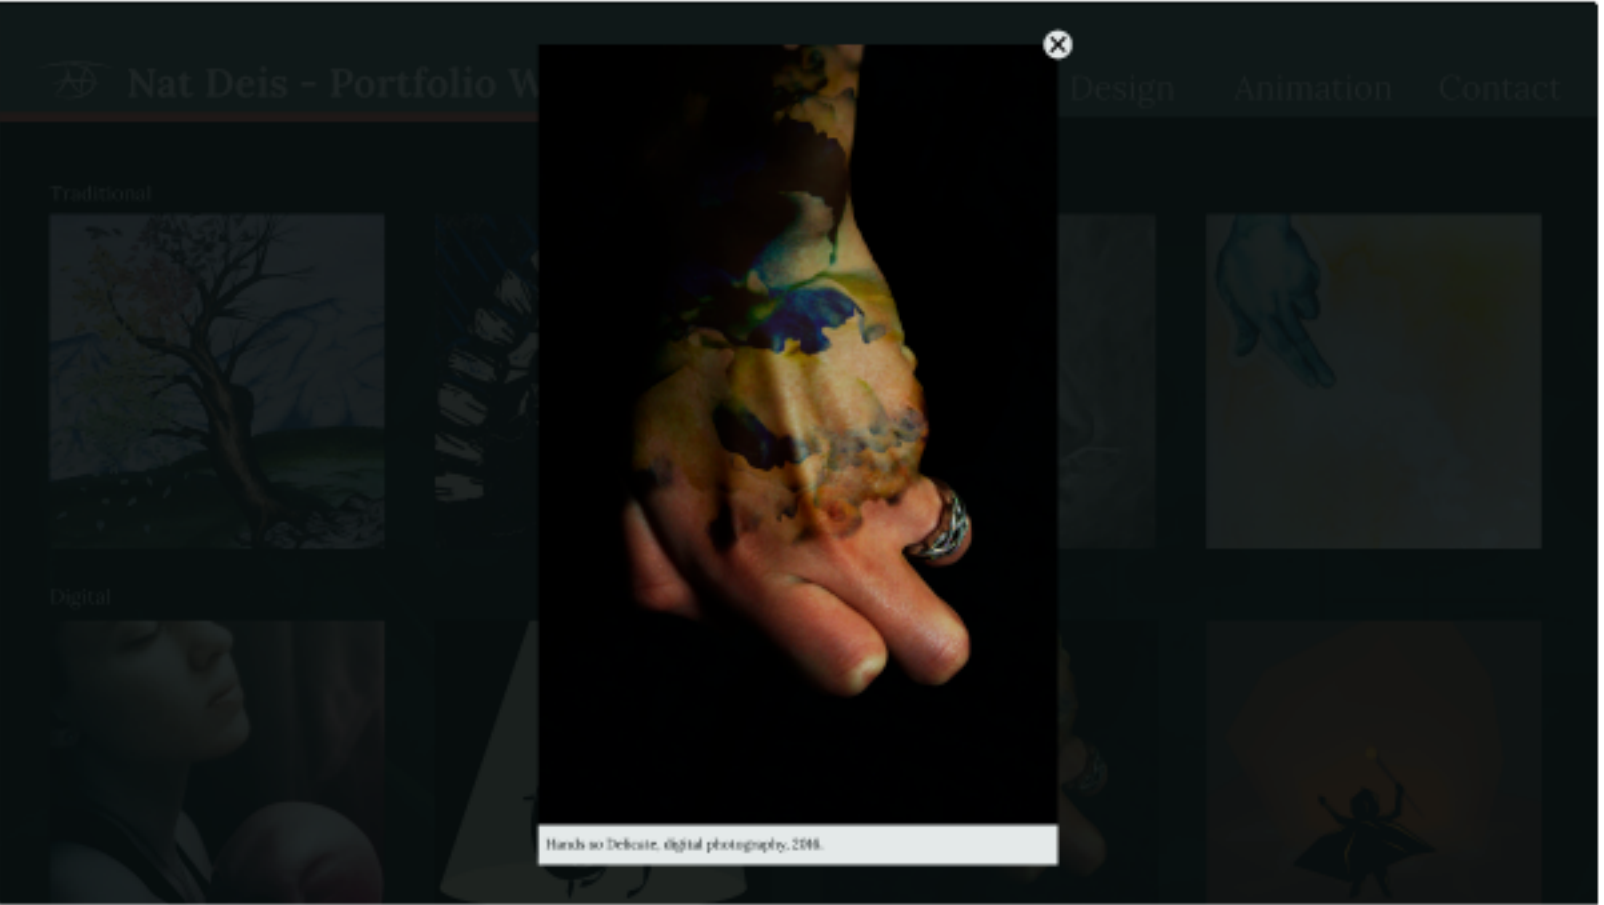 Nat Deis - Portfolio W
Design
Animation
Contact
Traditional
Digital
Hands so Delicate, digital photography, 2016.